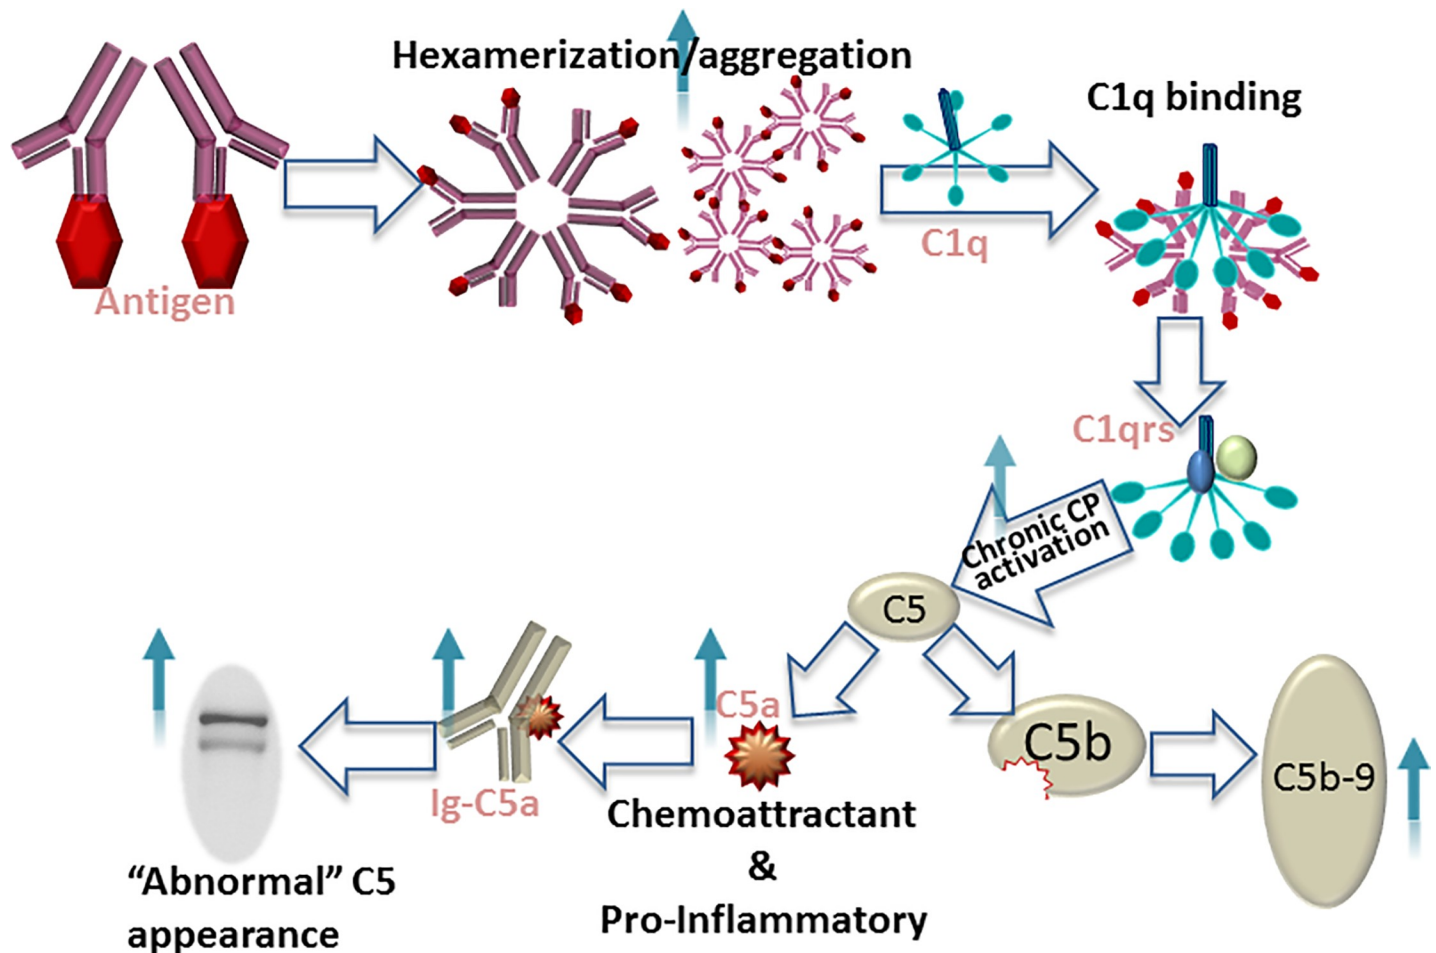 Hexamerization/aggregation
C1q binding
C1q
Antigen
C1qrs
Chronic CP
activation
C5
C5a
C5b
C5b-9
Ig-C5a
Chemoattractant
&
Pro-Inflammatory
“Abnormal” C5
appearance